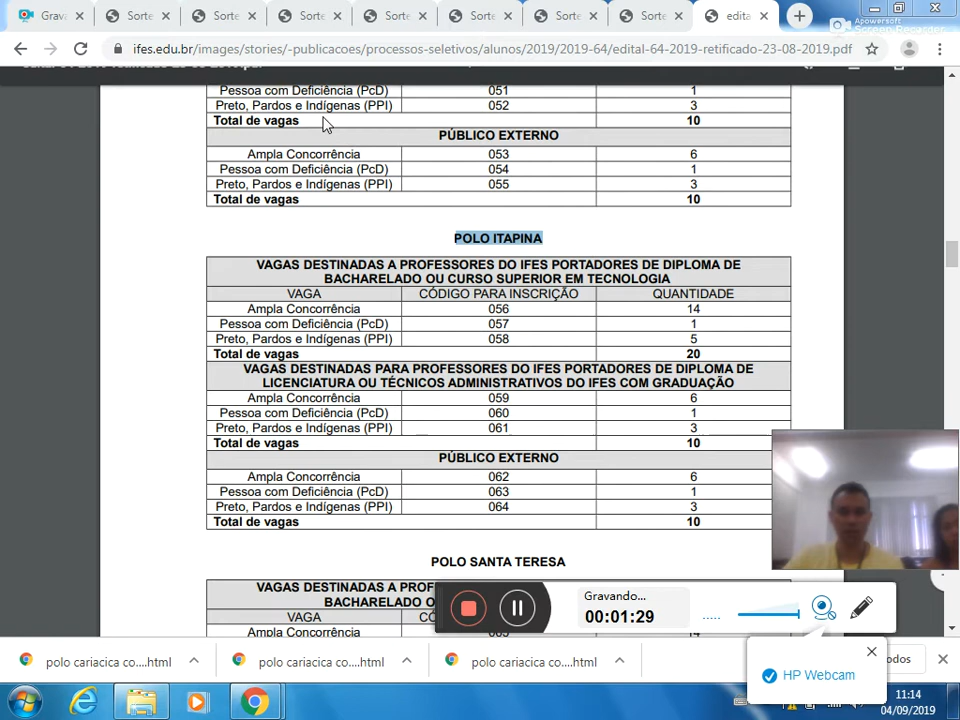 Grava
Sorte
Sorte
Sorte
Sorte
Sorte
Sorte
Sorte
edita
Apowersoft
Screen Recorder
ifes.edu.br/images/stories/-publicacoes/processos-seletivos/alunos/2019/2019-64/edital-64-2019-retificado-23-08-2019.pdf
Pessoa com Deficiência (PcD) 051 1
Preto, Pardos e Indígenas (PPI) 052 3
Total de vagas 10
PÚBLICO EXTERNO
Ampla Concorrência 053 6
Pessoa com Deficiência (PcD) 054 1
Preto, Pardos e Indígenas (PPI) 055 3
Total de vagas 10
POLO ITAPINA
VAGAS DESTINADAS A PROFESSORES DO IFES PORTADORES DE DIPLOMA DE
BACHARELADO OU CURSO SUPERIOR EM TECNOLOGIA
VAGA CÓDIGO PARA INSCRIÇÃO QUANTIDADE
Ampla Concorrência 056 14
Pessoa com Deficiência (PcD) 057 1
Preto, Pardos e Indígenas (PPI) 058 5
Total de vagas 20
VAGAS DESTINADAS PARA PROFESSORES DO IFES PORTADORES DE DIPLOMA DE
LICENCIATURA OU TÉCNICOS ADMINISTRATIVOS DO IFES COM GRADUAÇÃO
Ampla Concorrência 059 6
Pessoa com Deficiência (PcD) 060 1
Preto, Pardos e Indígenas (PPI) 061 3
Total de vagas 10
PÚBLICO EXTERNO
Ampla Concorrência 062 6
Pessoa com Deficiência (PcD) 063 1
Preto, Pardos e Indígenas (PPI) 064 3
Total de vagas 10
POLO SANTA TERESA
VAGAS DESTINADAS A PROF
BACHARELADO O
VAGA
Ampla Concorrência
Gravando...
00:01:29
HP Webcam
polo cariacica co....html
polo cariacica co....html
polo cariacica co....html
odos
11:14
04/09/2019